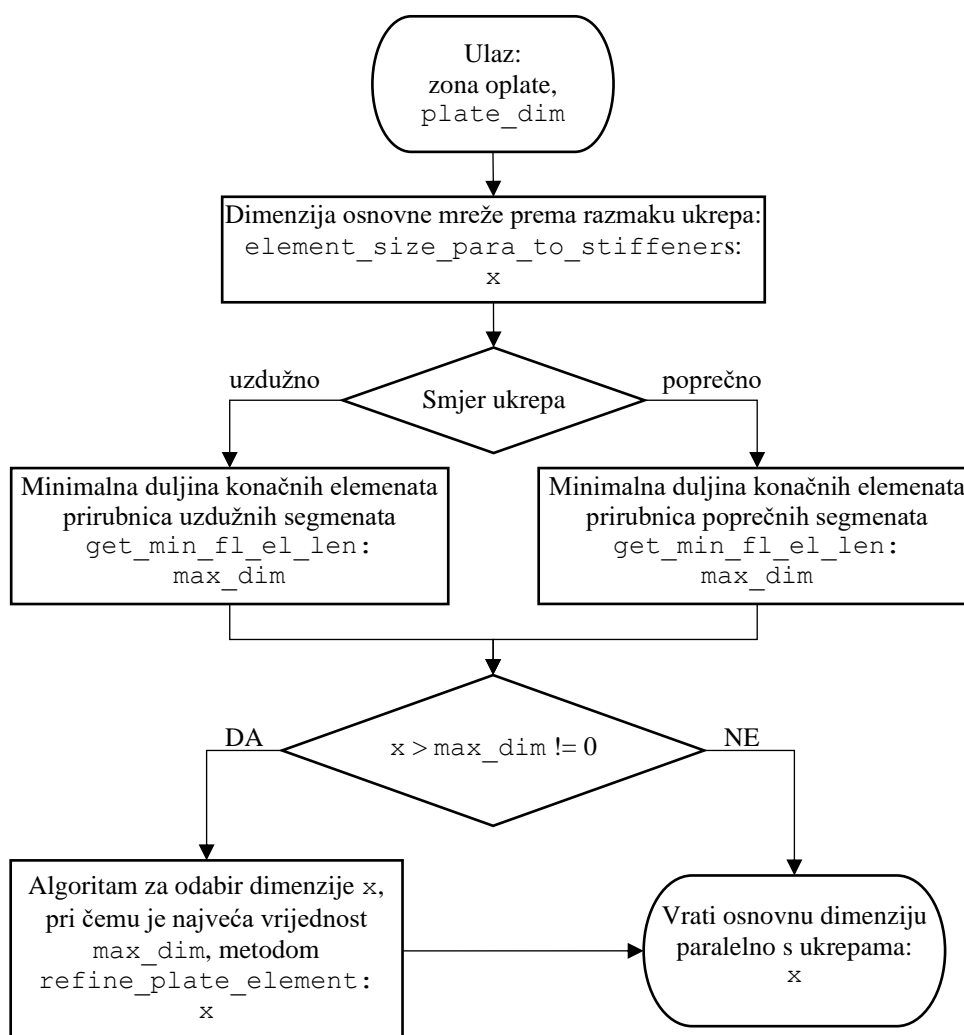 Ulaz:
zona oplate,
plate_dim
Dimenzija osnovne mreže prema razmaku ukrepa:
element_size_para_to_stiffeners:
x
Smjer ukrepa
uzdužno
poprečno
Minimalna duljina konačnih elemenata
prirubnica uzdužnih segmenata
get_min_fl_el_len:
max_dim
Minimalna duljina konačnih elemenata
prirubnica poprečnih segmenata
get_min_fl_el_len:
max_dim
x > max_dim != 0
DA
NE
Algoritam za odabir dimenzije x,
pri čemu je najveća vrijednost
max_dim, metodom
refine_plate_element:
x
Vrati osnovnu dimenziju
paralelno s ukrepama:
x